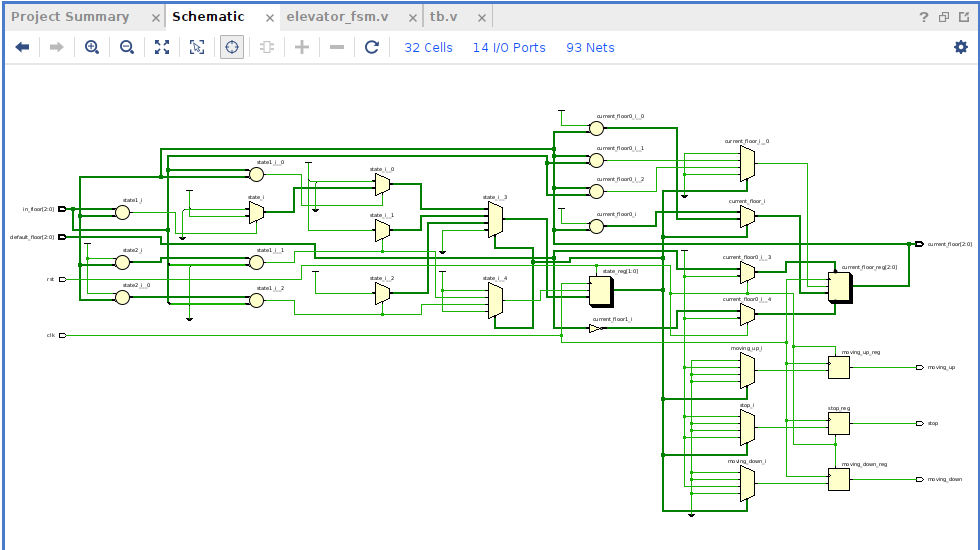 Project Summary × Schematic × elevator_fsm.v × tb.v ×
32 Cells 14 I/O Ports 93 Nets
current_floor0_i__0
current_floor0_i__1
current_floor_i__0
state1_i__0
state_i__0
current_floor0_i__2
state1_i
state_i
state_i__3
current_floor_i
in_floor[2:0]
state_i__1
current_floor0_i
default_floor[2:0]
current_floor[2:0]
state2_i
state1_i__1
current_floor0_i__3
current_floor_reg[2:0]
state_reg[1:0]
rst
state_i__2
state_i__4
state2_i__0
state1_i__2
current_floor0_i__4
current_floor1_i
clk
moving_up_i
moving_up_reg
moving_up
stop_i
stop_reg
stop
moving_down_i
moving_down_reg
moving_down